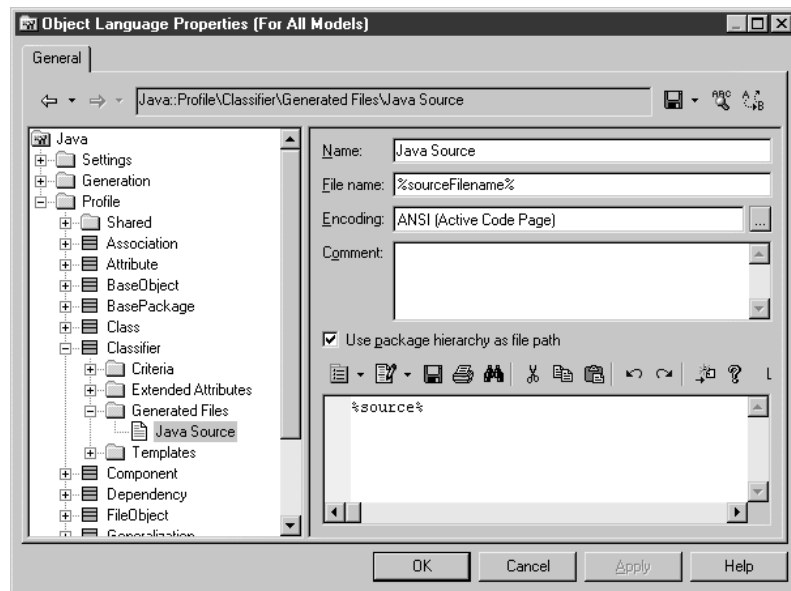 Object Language Properties (For All Models)
General
Java::Profile\Classifier\Generated Files\Java Source
ABC
A
B
Java
Settings
Generation
Profile
Shared
Association
Attribute
BaseObject
BasePackage
Class
Classifier
Criteria
Extended Attributes
Generated Files
Java Source
Templates
Component
Dependency
FileObject
Generalization
Name: Java Source
File name: %sourceFilename%
Encoding: ANSI (Active Code Page) ...
Comment:
Use package hierarchy as file path
L
%source%
OK Cancel Apply Help